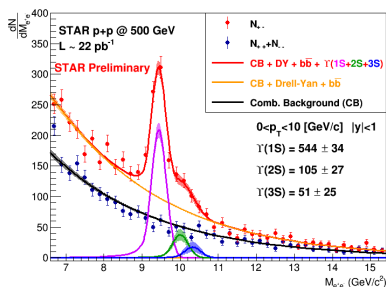 dN
dMe+e-
400
350
300
250
200
150
100
50
0
STAR p+p @ 500 GeV
L ~ 22 pb-1
STAR Preliminary
N+-
N+++N--
CB + DY + bb̅ + ϒ(1S+2S+3S)
CB + Drell-Yan + bb̅
Comb. Background (CB)
0<pT<10 [GeV/c] |y|<1
ϒ(1S) = 544 ± 34
ϒ(2S) = 105 ± 27
ϒ(3S) = 51 ± 25
7 8 9 10 11 12 13 14 15
Me+e- (GeV/c2)